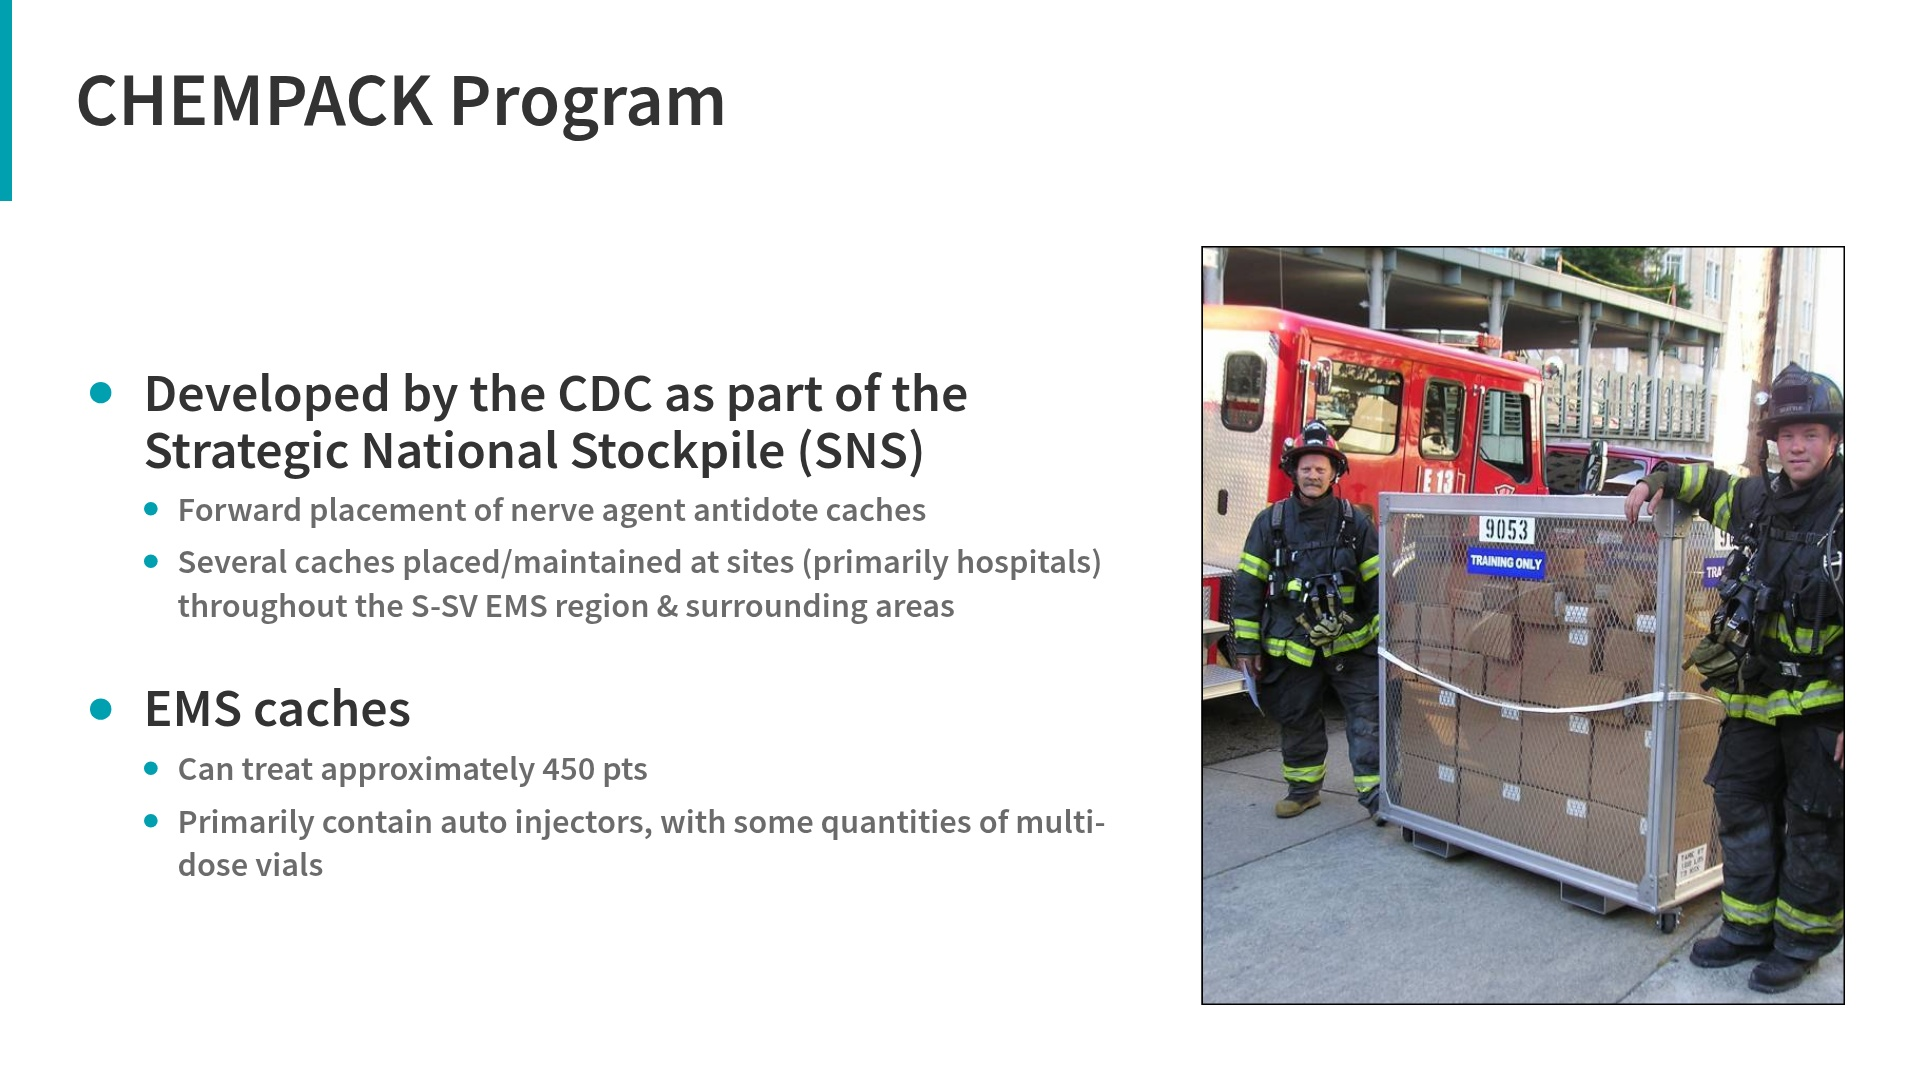 CHEMPACK Program
Developed by the CDC as part of the
Strategic National Stockpile (SNS)
Forward placement of nerve agent antidote caches
Several caches placed/maintained at sites (primarily hospitals)
throughout the S-SV EMS region & surrounding areas
EMS caches
Can treat approximately 450 pts
Primarily contain auto injectors, with some quantities of multi-
dose vials
E 13
9053
TRAINING ONLY